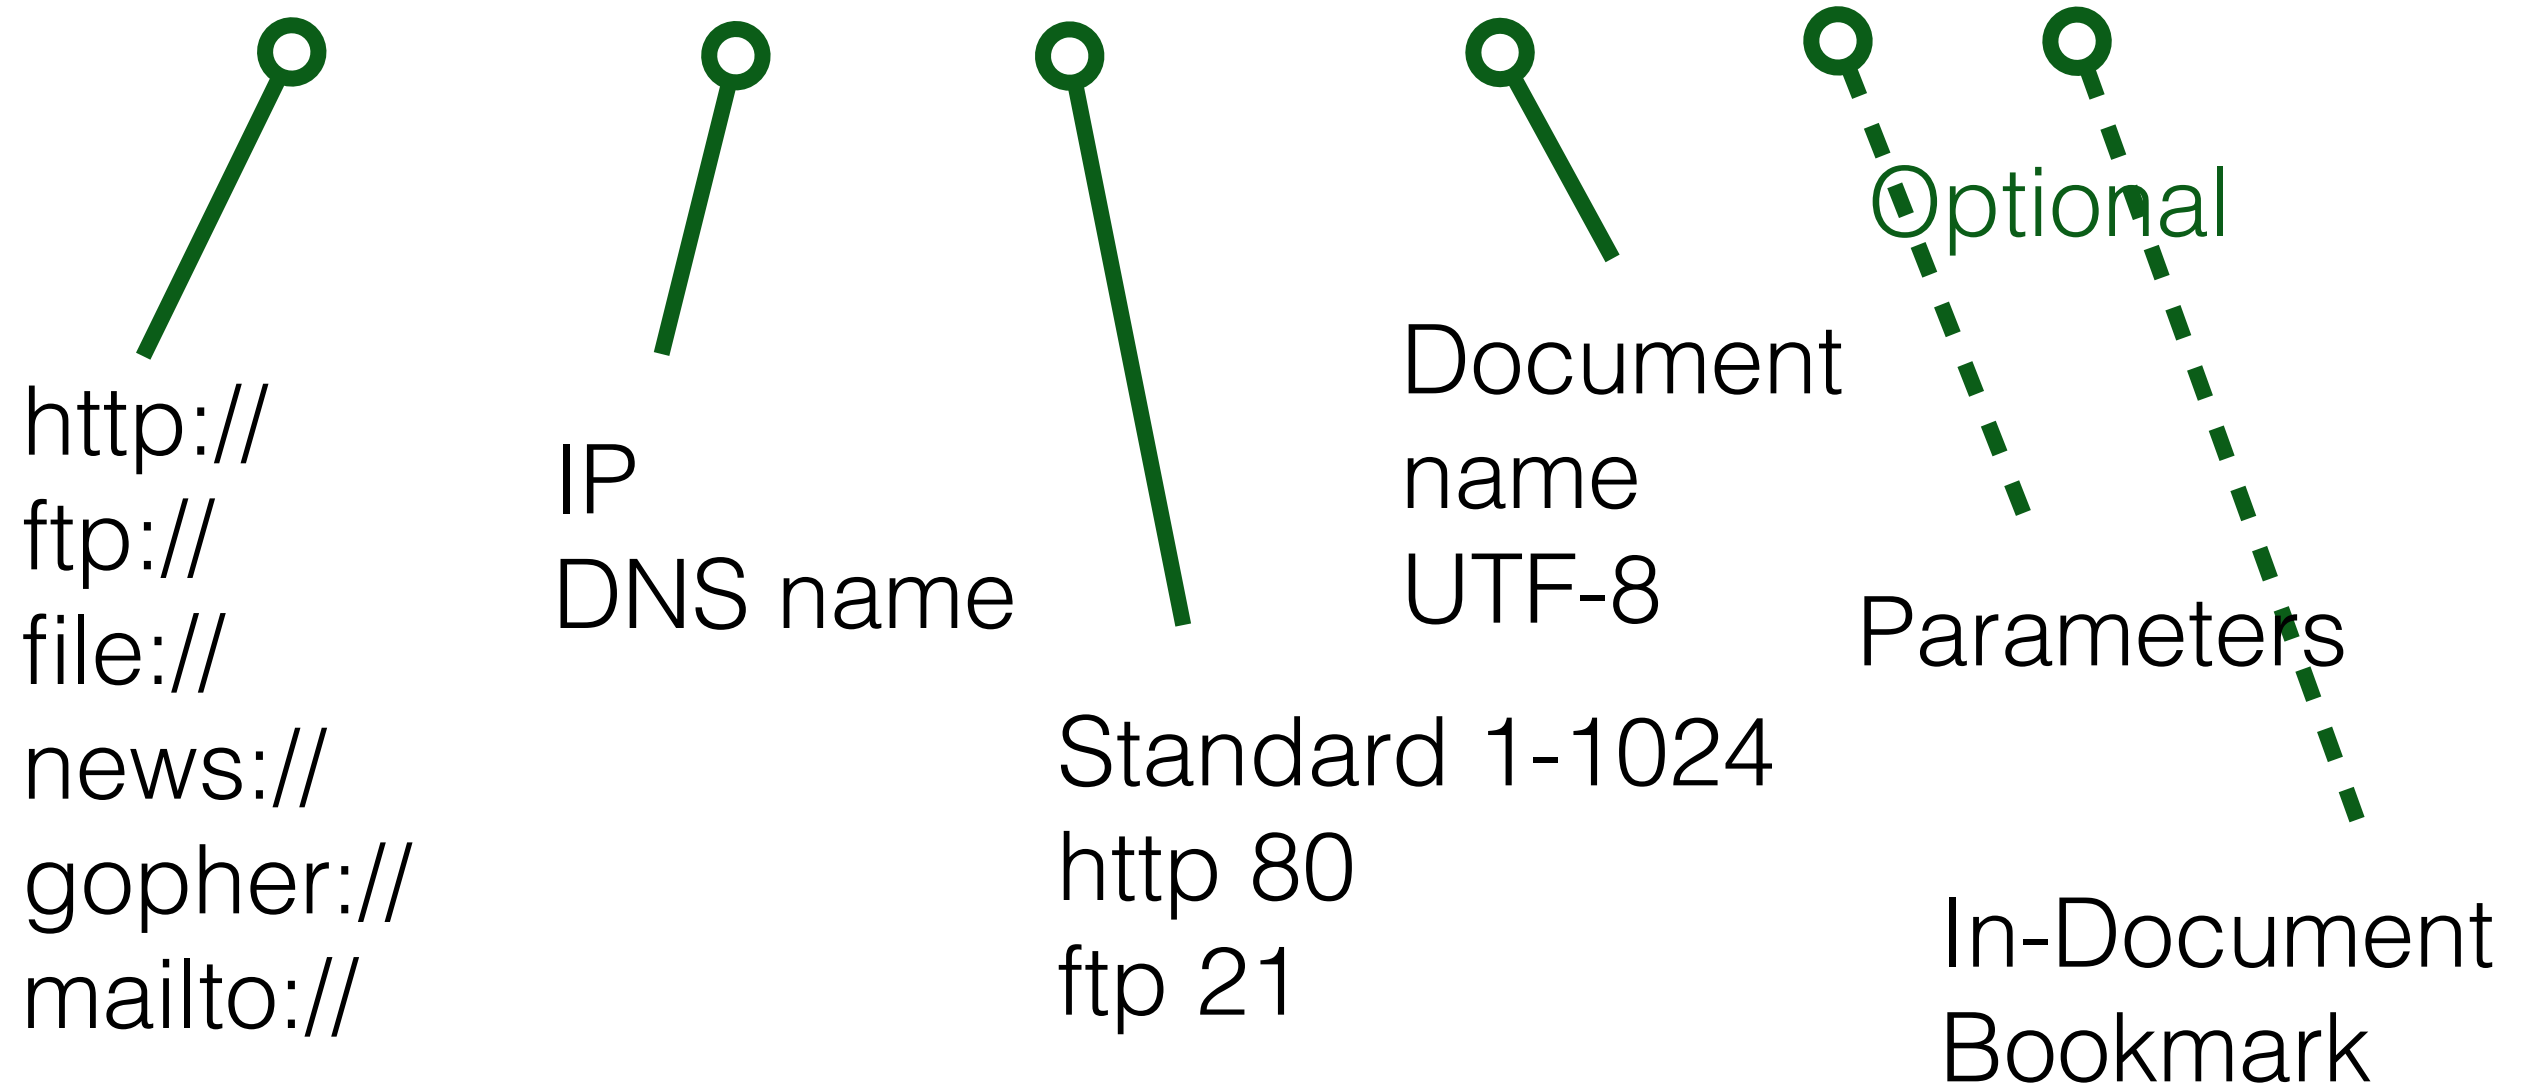 http://
ftp://
file://
news://
gopher://
mailto://
IP
DNS name
Standard 1-1024
http 80
ftp 21
Document
name
UTF-8
Optional
Parameters
In-Document
Bookmark